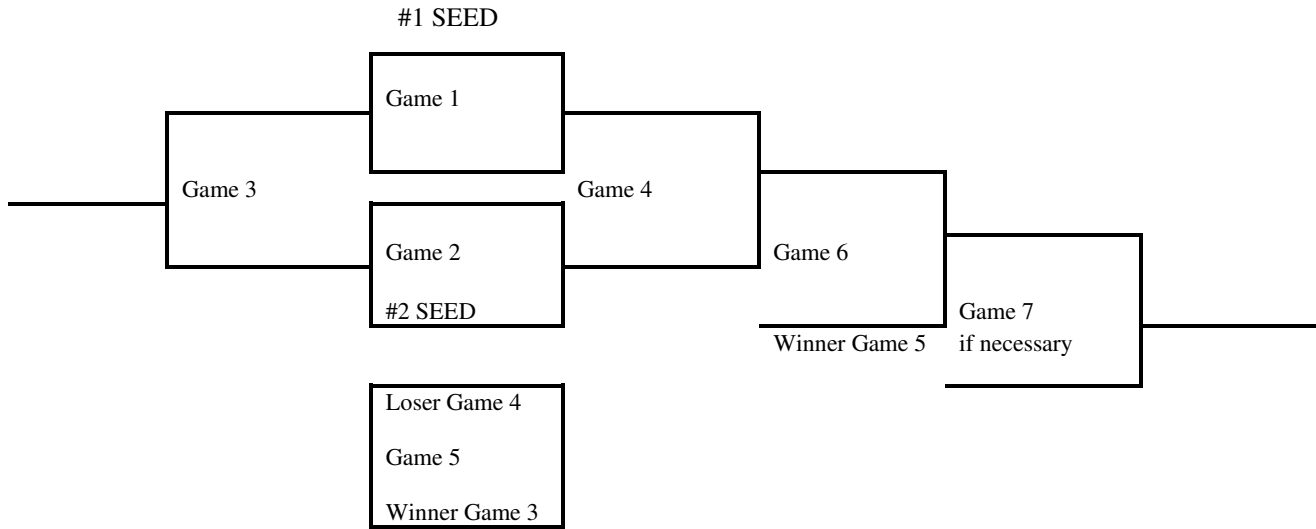 #1 SEED
Game 1
Game 3
Game 4
Game 2
Game 6
#2 SEED
Game 7
Winner Game 5
if necessary
Loser Game 4
Game 5
Winner Game 3